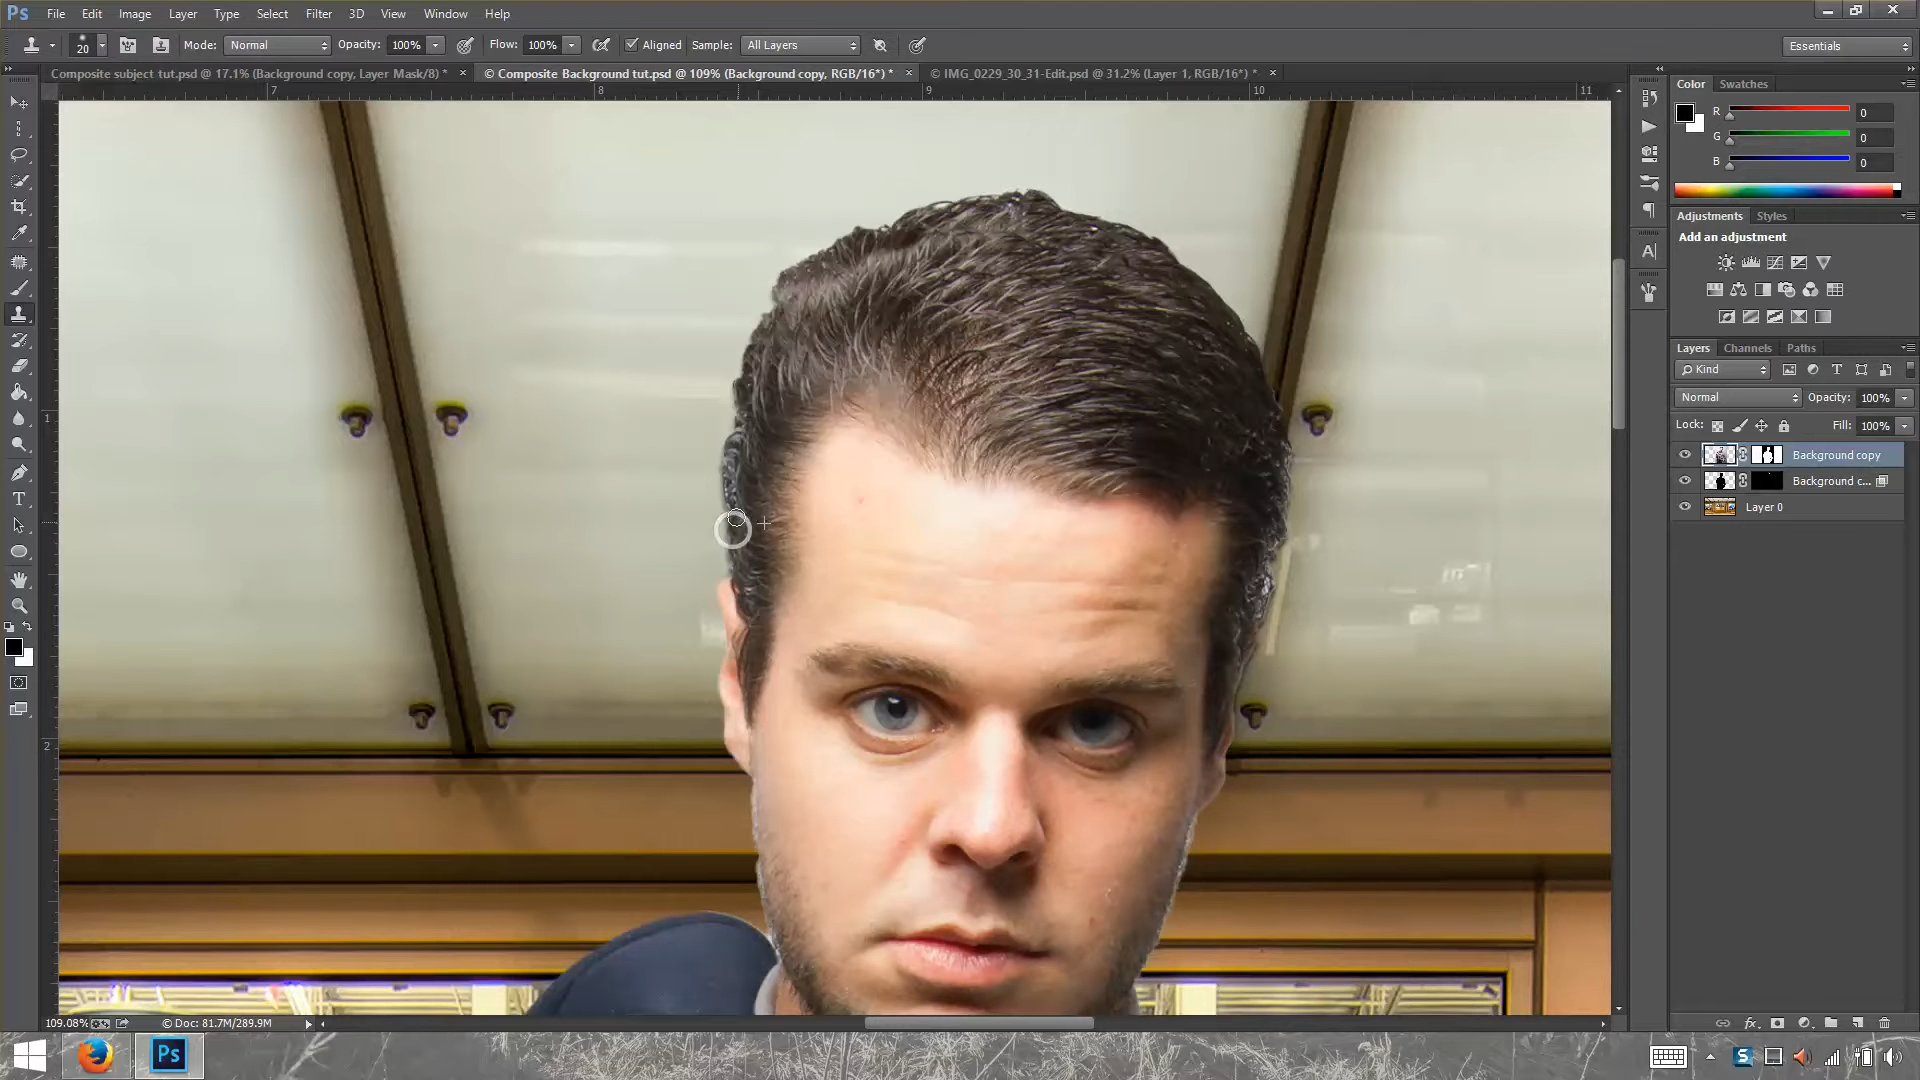 Ps File Edit Image Layer Type Select Filter 3D View Window Help
20 Mode: Normal Opacity: 100% Flow: 100% Aligned Sample: All Layers Essentials
Composite subject tut.psd @ 17.1% (Background copy, Layer Mask/8) * × © Composite Background tut.psd @ 109% (Background copy, RGB/16*) * × © IMG_0229_30_31-Edit.psd @ 31.2% (Layer 1, RGB/16*) * ×
7 8 9 10 11
Color Swatches
R 0
G 0
B 0
Adjustments Styles
Add an adjustment
Layers Channels Paths
Kind
Normal Opacity: 100%
Lock: Fill: 100%
Background copy
Background c...
Layer 0
1
2
T
A
109.08% © Doc: 81.7M/289.9M
Ps
S